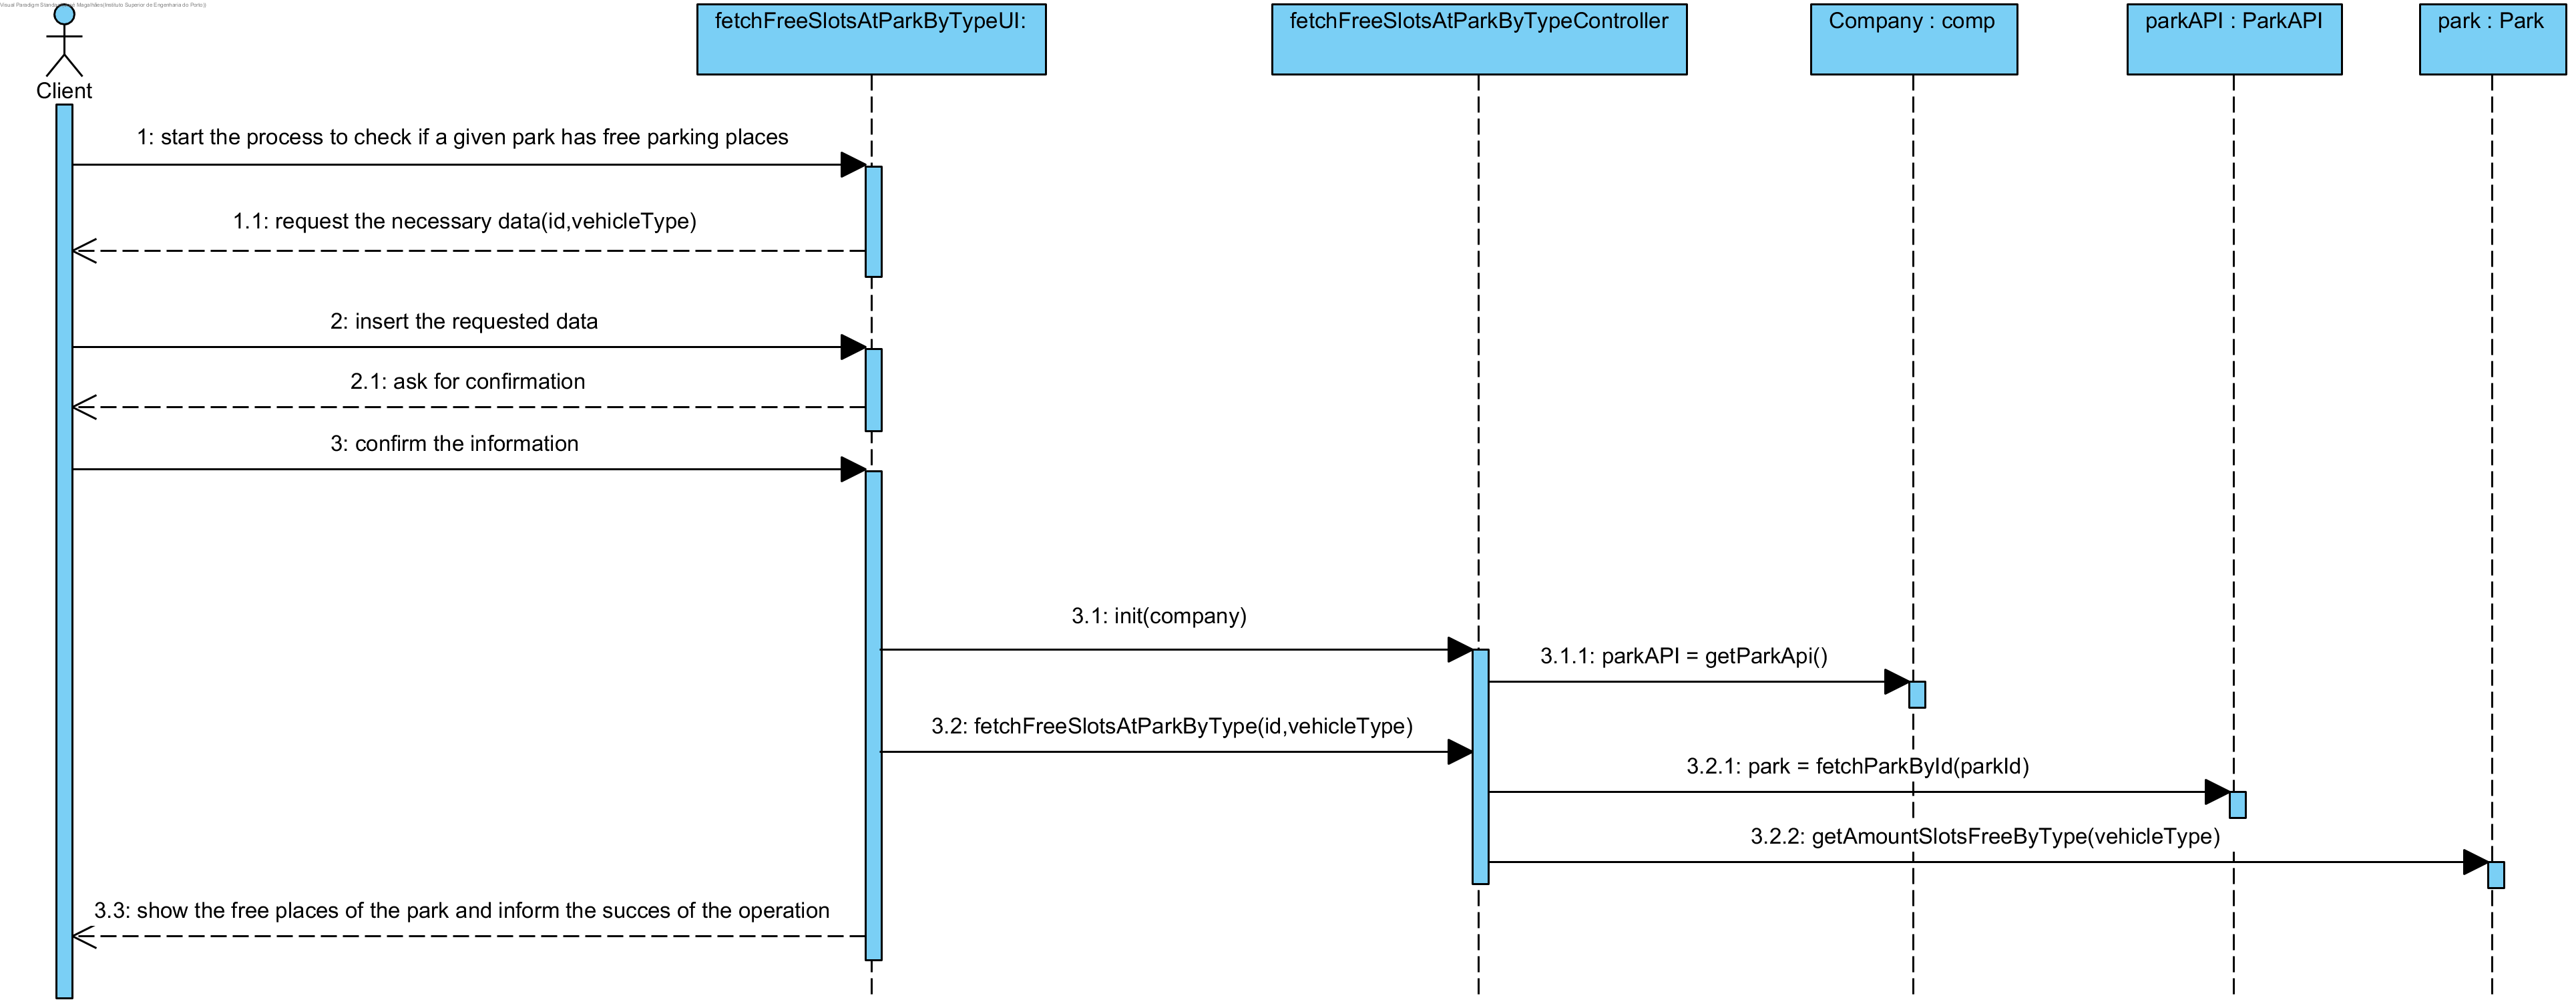 Visual Paradigm Standard
Magalhães(Instituto Superior de Engenharia do Porto))
fetchFreeSlotsAtParkByTypeUI:
fetchFreeSlotsAtParkByTypeController
Company : comp
parkAPI : ParkAPI
park : Park
Client
1: start the process to check if a given park has free parking places
1.1: request the necessary data(id,vehicleType)
2: insert the requested data
2.1: ask for confirmation
3: confirm the information
3.1: init(company)
3.1.1: parkAPI = getParkApi()
3.2: fetchFreeSlotsAtParkByType(id,vehicleType)
3.2.1: park = fetchParkById(parkId)
3.2.2: getAmountSlotsFreeByType(vehicleType)
3.3: show the free places of the park and inform the succes of the operation